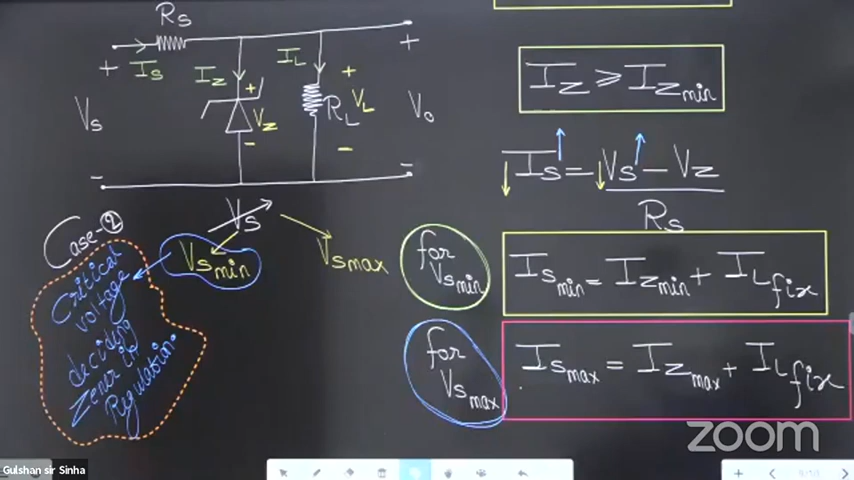 Rs
Is
Iz
IL
+
+
+
+
Vs
Vz
RL
VL
Vo
-
-
-
-
Iz ≥ Izmin
Is = Vs - Vz
Rs
Case-2
Vs
Vsmin
Vsmax
Critical
voltage
deciding
Zener in
Regulation.
for
Vsmin
Ismin = Izmin + ILfix
for
Vsmax
Ismax = Izmax + ILfix
zoom
Gulshan sir Sinha
9/10